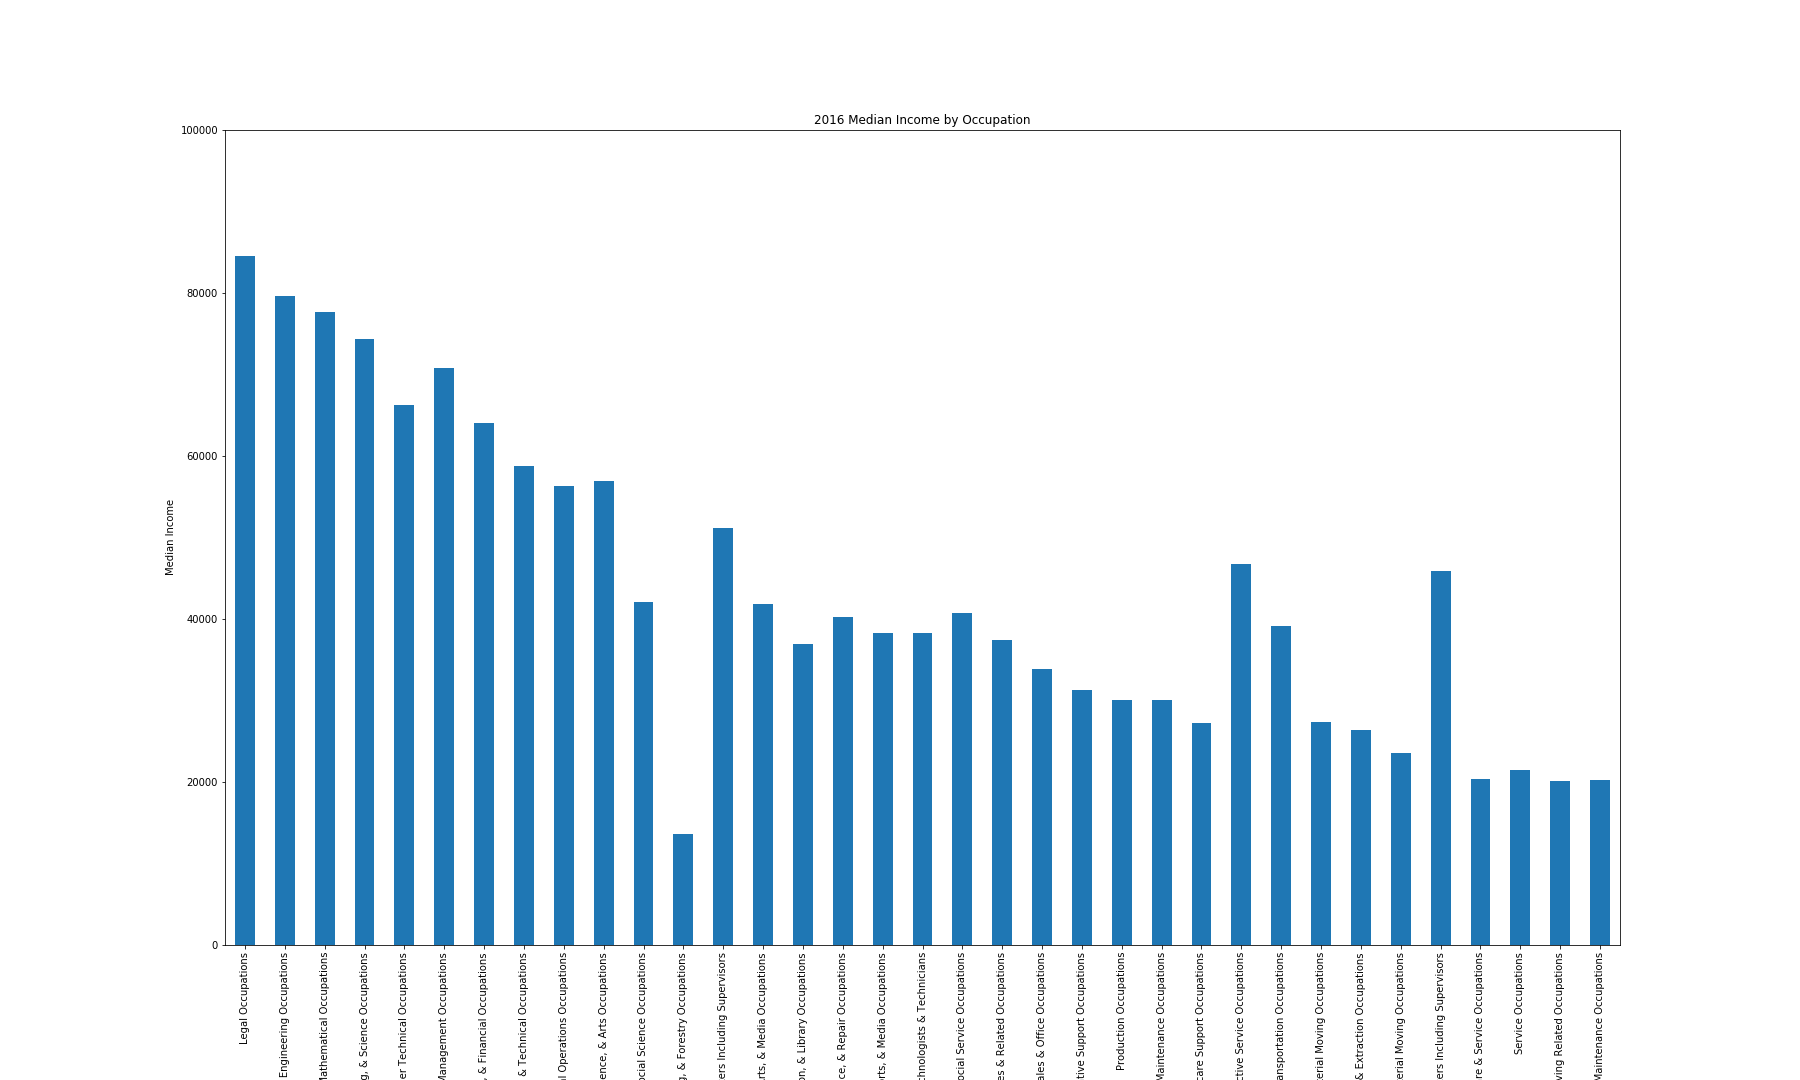 2016 Median Income by Occupation
Median Income
100000
80000
60000
40000
20000
0
Legal Occupations
Engineering Occupations
Mathematical Occupations
, & Science Occupations
er Technical Occupations
Management Occupations
, & Financial Occupations
& Technical Occupations
l Operations Occupations
ence, & Arts Occupations
ocial Science Occupations
, & Forestry Occupations
ers Including Supervisors
rts, & Media Occupations
on, & Library Occupations
ce, & Repair Occupations
rts, & Media Occupations
chnologists & Technicians
ocial Service Occupations
es & Related Occupations
ales & Office Occupations
tive Support Occupations
Production Occupations
Maintenance Occupations
care Support Occupations
ctive Service Occupations
ansportation Occupations
erial Moving Occupations
& Extraction Occupations
erial Moving Occupations
ers Including Supervisors
re & Service Occupations
Service Occupations
ving Related Occupations
Maintenance Occupations